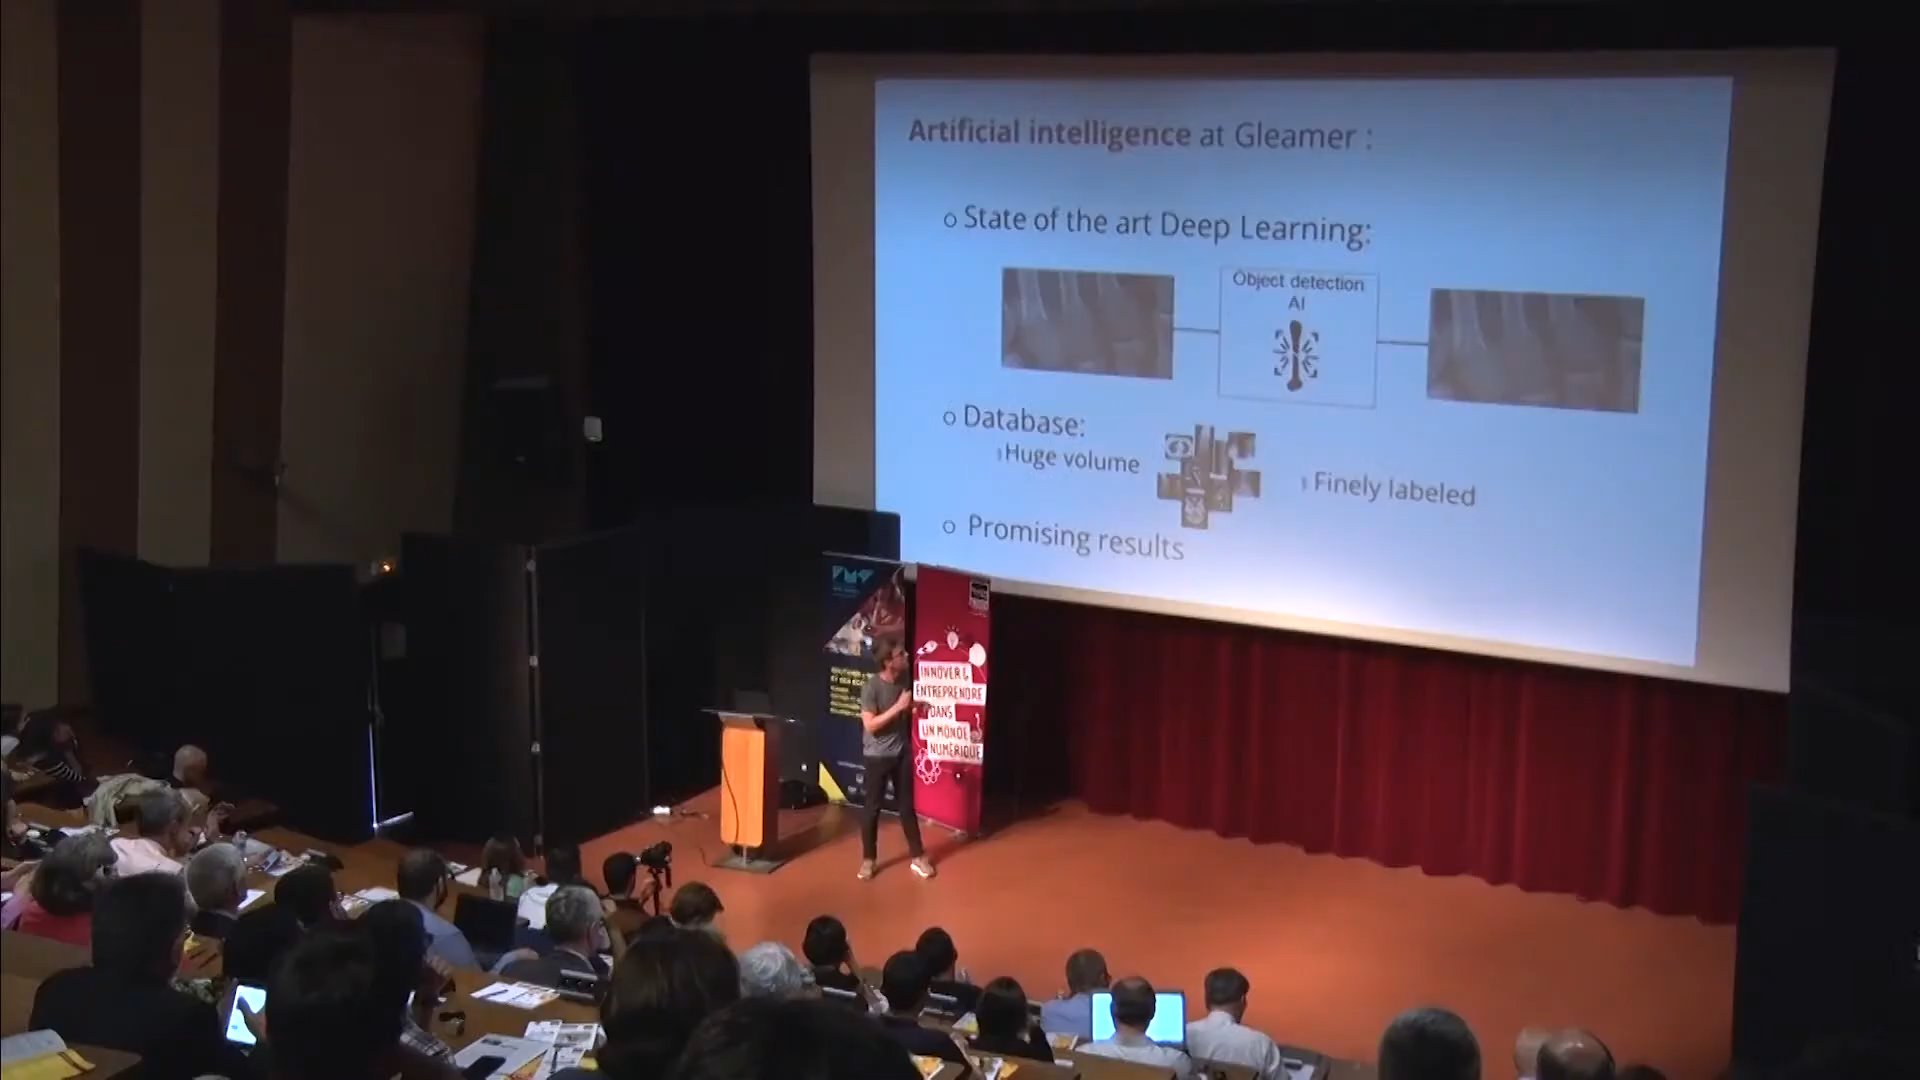 Artificial intelligence at Gleamer :
○ State of the art Deep Learning:
Object detection
AI
○ Database:
Huge volume
Finely labeled
○ Promising results
INNOVER &
ENTREPRENDRE
DANS
UN MONDE
NUMÉRIQUE